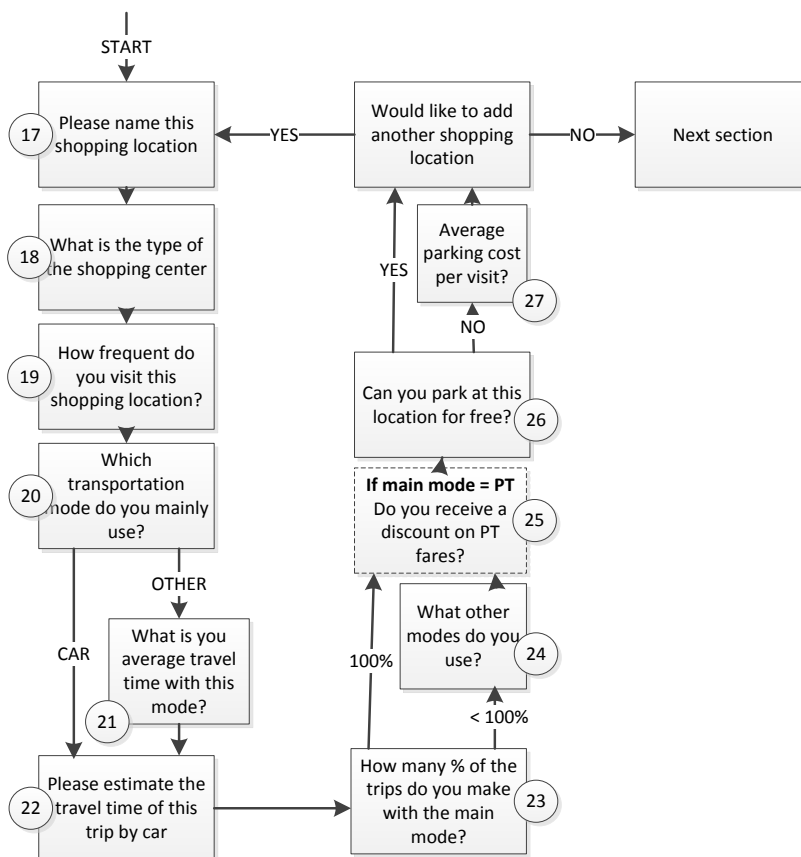 START
17
Please name this
shopping location
YES
Would like to add
another shopping
location
NO
Next section
18
What is the type of
the shopping center
19
How frequent do
you visit this
shopping location?
20
Which
transportation
mode do you mainly
use?
CAR
OTHER
What is you
average travel
time with this
mode?
21
22
Please estimate the
travel time of this
trip by car
How many % of the
trips do you make
with the main
mode?
23
100%
< 100%
What other
modes do you
use?
24
If main mode = PT
Do you receive a
discount on PT
fares?
25
Can you park at this
location for free?
26
YES
NO
Average
parking cost
per visit?
27